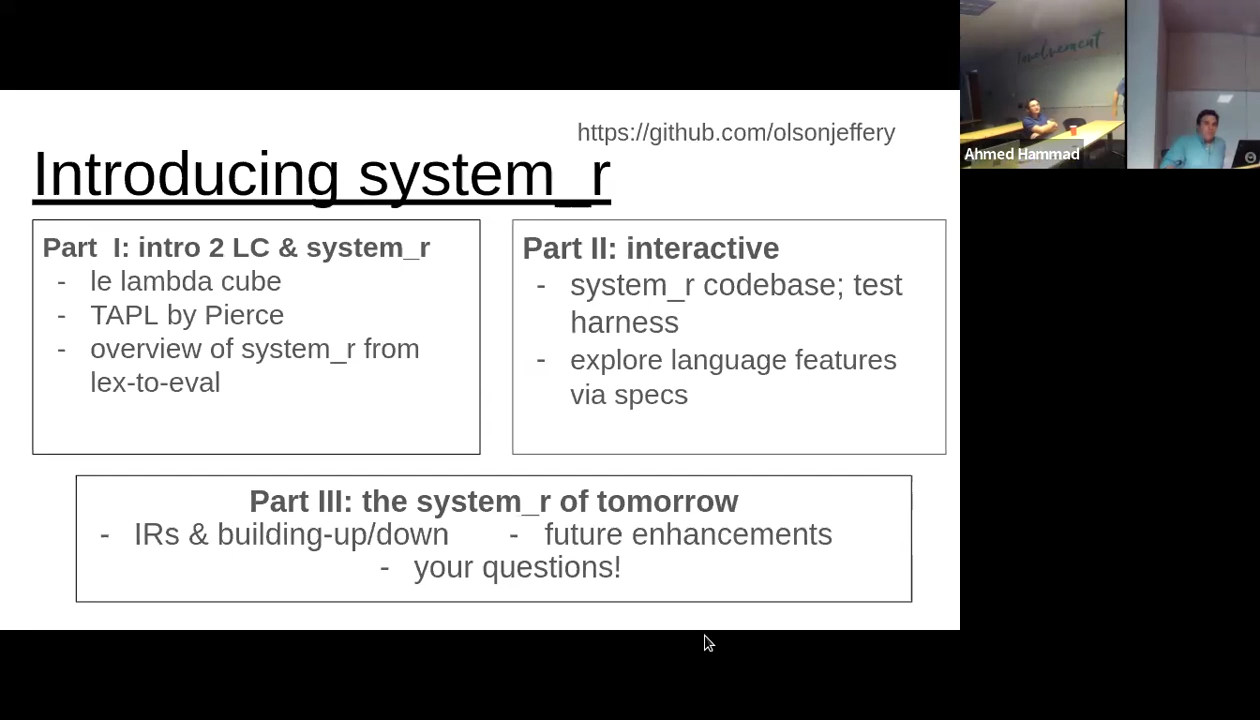 https://github.com/olsonjeffery
Introducing system_r
Part I: intro 2 LC & system_r
- le lambda cube
- TAPL by Pierce
- overview of system_r from
lex-to-eval
Part II: interactive
- system_r codebase; test
harness
- explore language features
via specs
Part III: the system_r of tomorrow
- IRs & building-up/down - future enhancements
- your questions!
involvement
Ahmed Hammad